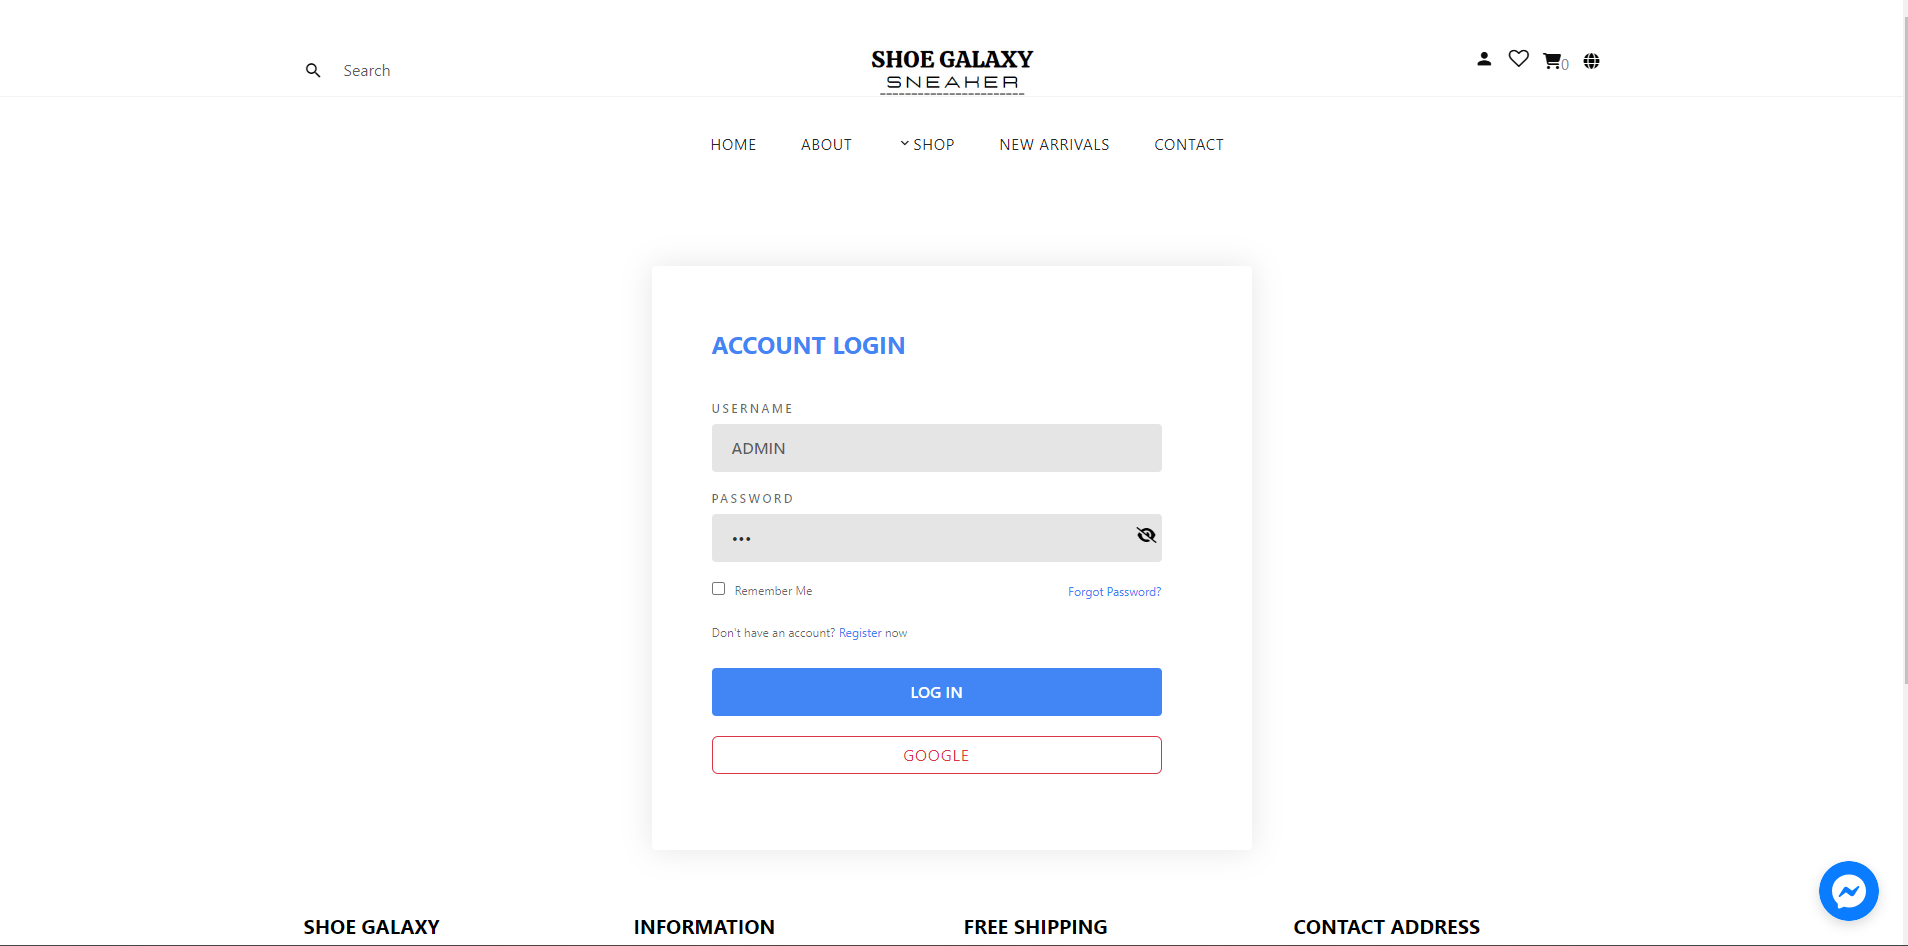 Search
SHOE GALAXY
SNEAKER
0
HOME ABOUT SHOP NEW ARRIVALS CONTACT
ACCOUNT LOGIN
USERNAME
ADMIN
PASSWORD
•••
Remember Me Forgot Password?
Don't have an account? Register now
LOG IN
GOOGLE
SHOE GALAXY INFORMATION FREE SHIPPING CONTACT ADDRESS